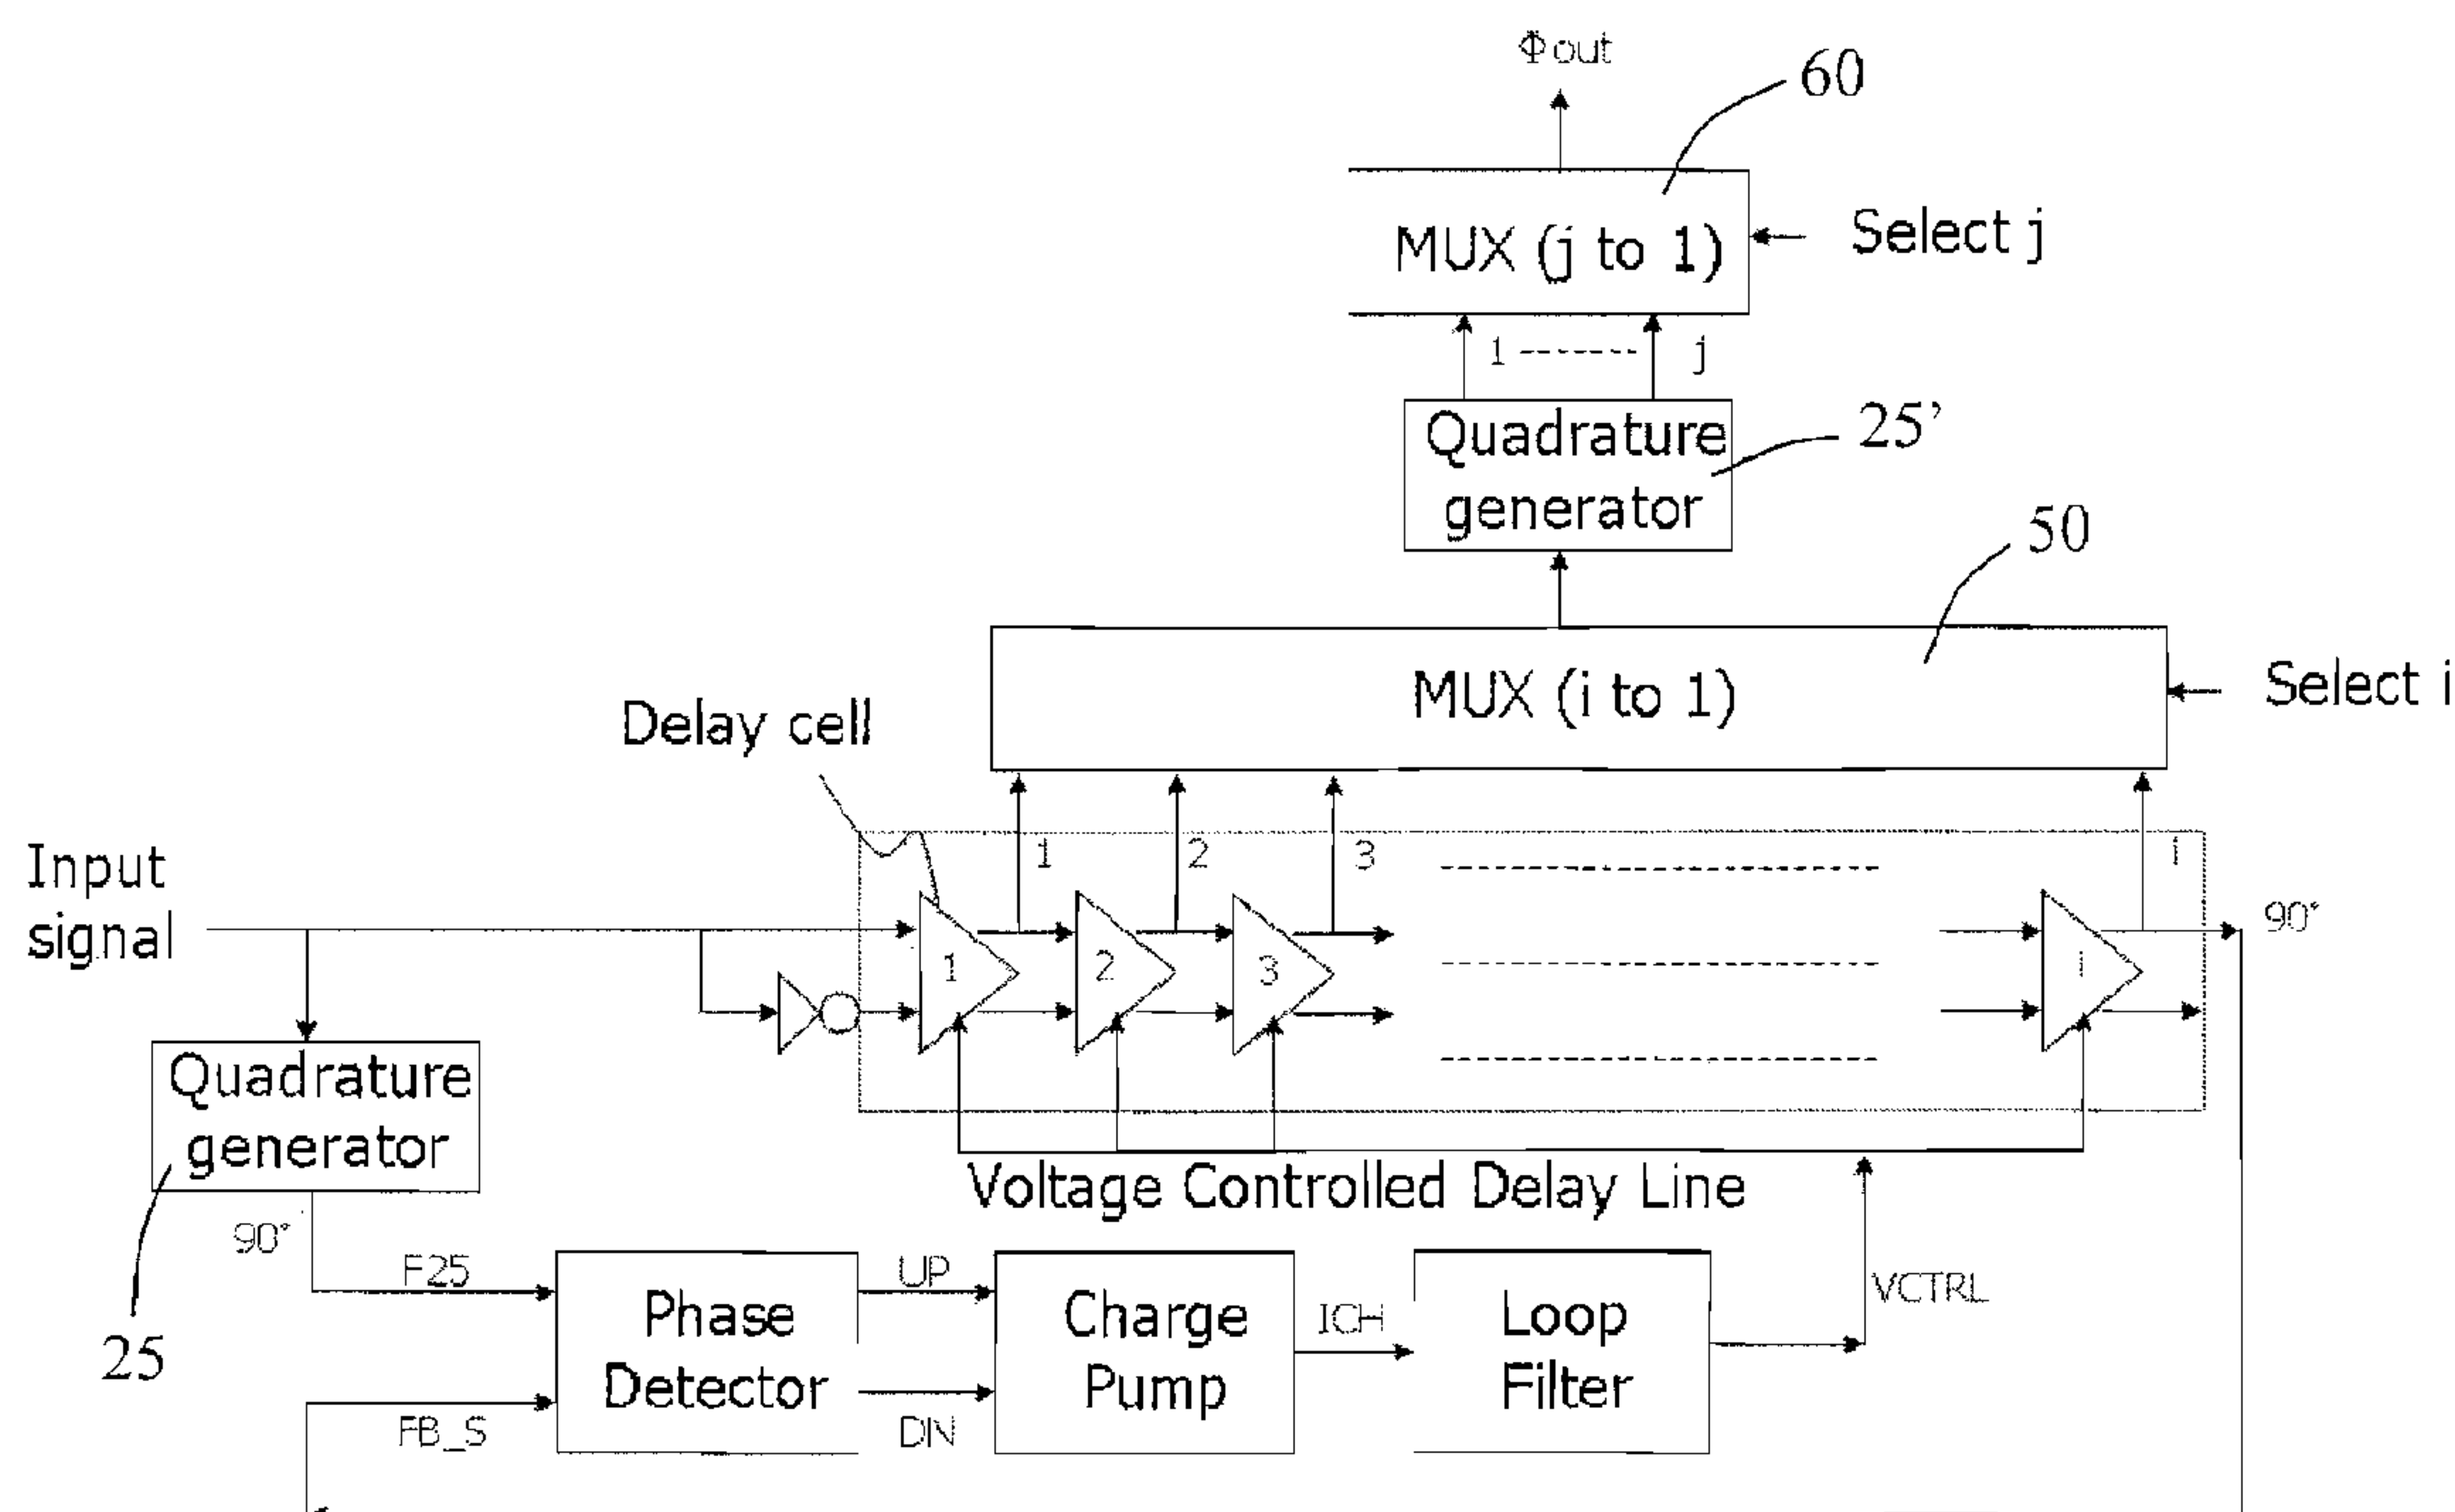 Φout
60
MUX (j to 1)
Select j
1
j
Quadrature
generator
25’
50
MUX (i to 1)
Select i
Delay cell
1
2
3
i
Input
signal
1
2
3
i
90°
Quadrature
generator
Voltage Controlled Delay Line
90°
25
F25
FB_S
Phase
Detector
UP
DN
Charge
Pump
ICH
Loop
Filter
VCTRL